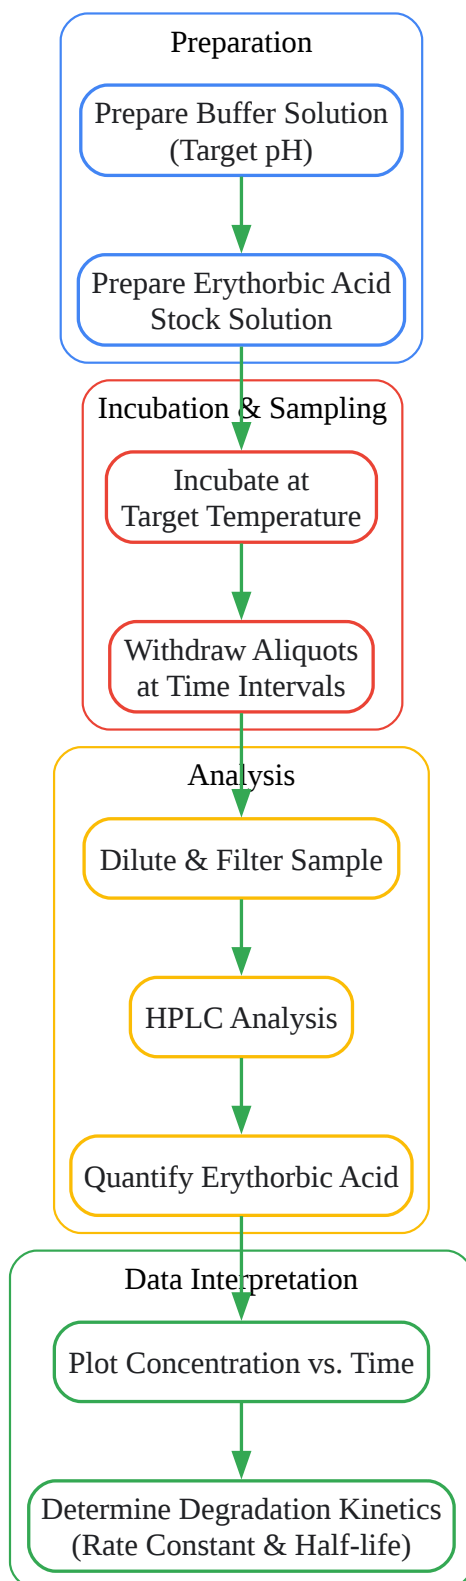 Preparation
Prepare Buffer Solution
(Target pH)
Prepare Erythorbic Acid
Stock Solution
Incubation & Sampling
Incubate at
Target Temperature
Withdraw Aliquots
at Time Intervals
Analysis
Dilute & Filter Sample
HPLC Analysis
Quantify Erythorbic Acid
Data Interpretation
Plot Concentration vs. Time
Determine Degradation Kinetics
(Rate Constant & Half-life)